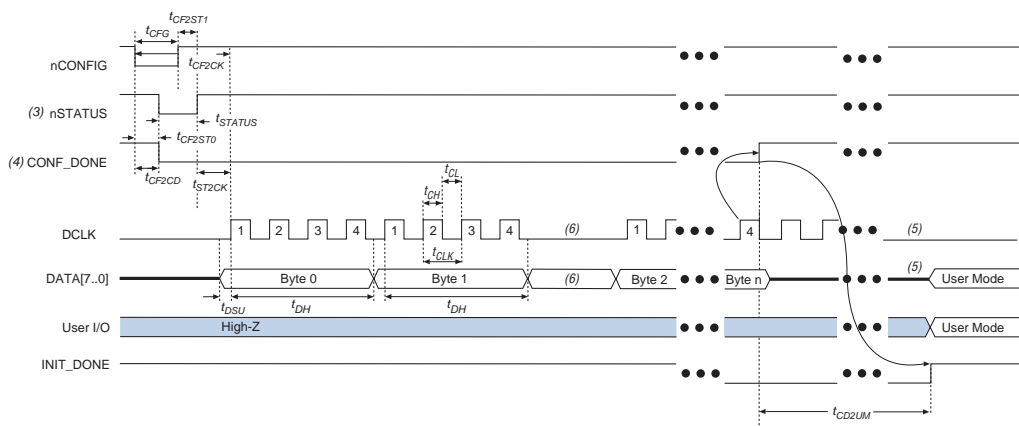 tCF2ST1
tCFG
nCONFIG
tCF2CK
(3) nSTATUS
tSTATUS
tCF2ST0
(4) CONF_DONE
tCF2CD
tST2CK
tCL
tCH
DCLK
1 2 3 4 1 2 3 4 (6) 1 4 (5)
tCLK
DATA[7..0]
Byte 0 Byte 1 (6) Byte 2 Byte n (5) User Mode
tDSU
tDH
tDH
User I/O
High-Z
User Mode
INIT_DONE
tCD2UM